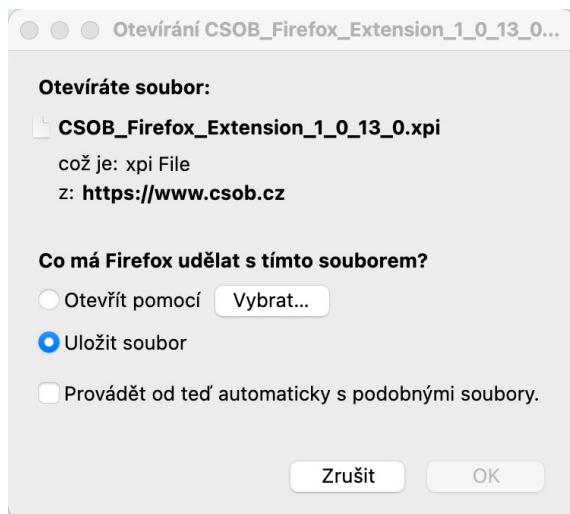 Otevírání CSOB_Firefox_Extension_1_0_13_0...
Otevíráte soubor:
CSOB_Firefox_Extension_1_0_13_0.xpi
což je: xpi File
z: https://www.csob.cz
Co má Firefox udělat s tímto souborem?
Otevřít pomocí Vybrat...
Uložit soubor
Provádět od teď automaticky s podobnými soubory.
Zrušit OK